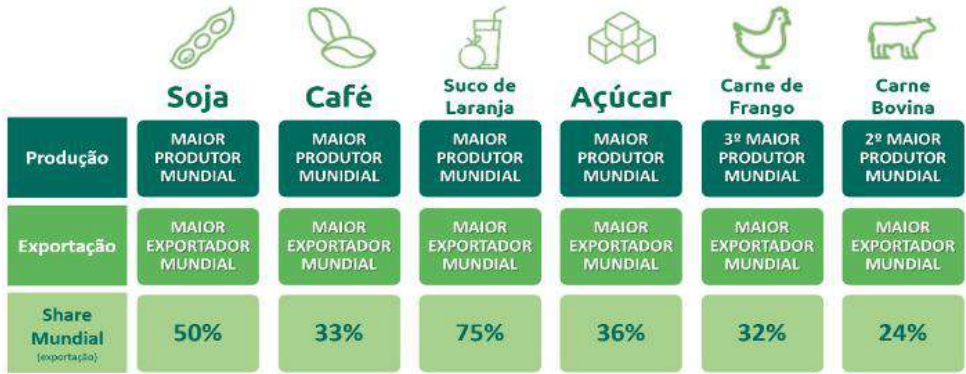 Soja
Café
Suco de
Laranja
Açúcar
Carne de
Frango
Carne
Bovina
Produção
MAIOR
PRODUTOR
MUNDIAL
MAIOR
PRODUTOR
MUNIDIAL
MAIOR
PRODUTOR
MUNIDIAL
MAIOR
PRODUTOR
MUNDIAL
3º MAIOR
PRODUTOR
MUNDIAL
2º MAIOR
PRODUTOR
MUNDIAL
Exportação
MAIOR
EXPORTADOR
MUNDIAL
MAIOR
EXPORTADOR
MUNDIAL
MAIOR
EXPORTADOR
MUNDIAL
MAIOR
EXPORTADOR
MUNDIAL
MAIOR
EXPORTADOR
MUNDIAL
MAIOR
EXPORTADOR
MUNDIAL
Share
Mundial
(exportação)
50%
33%
75%
36%
32%
24%